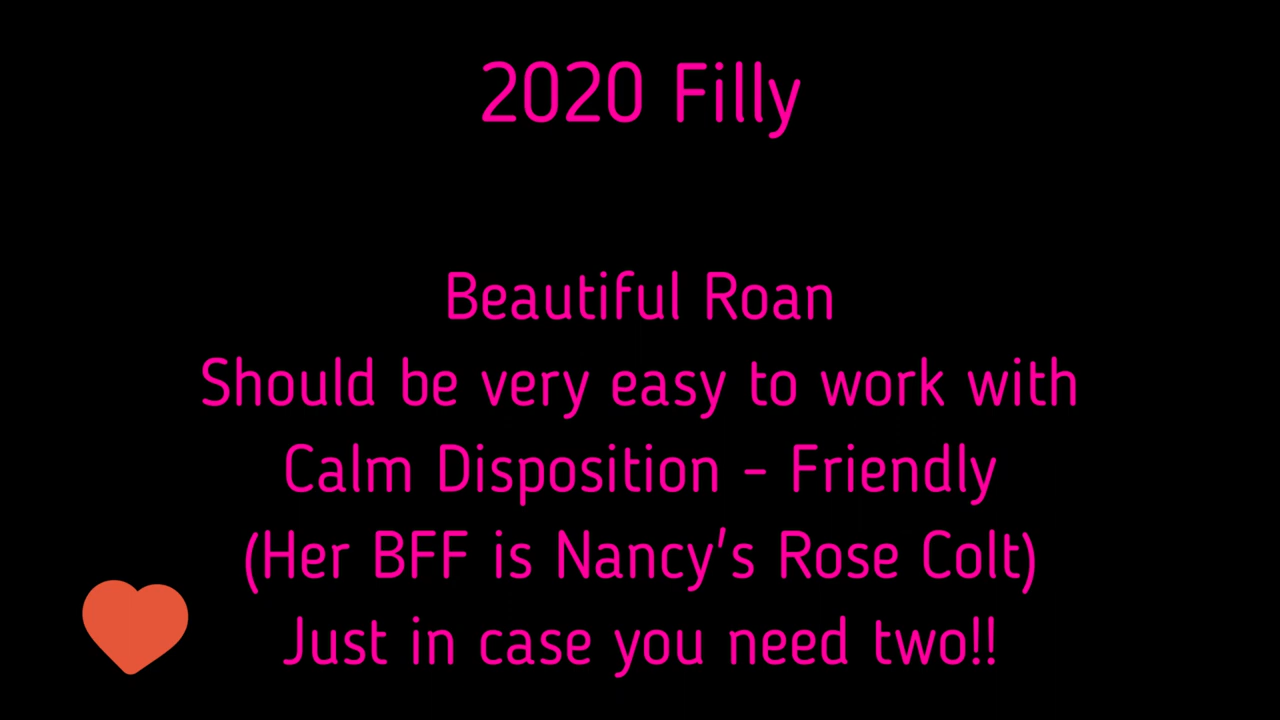 2020 Filly
Beautiful Roan
Should be very easy to work with
Calm Disposition - Friendly
(Her BFF is Nancy's Rose Colt)
Just in case you need two!!